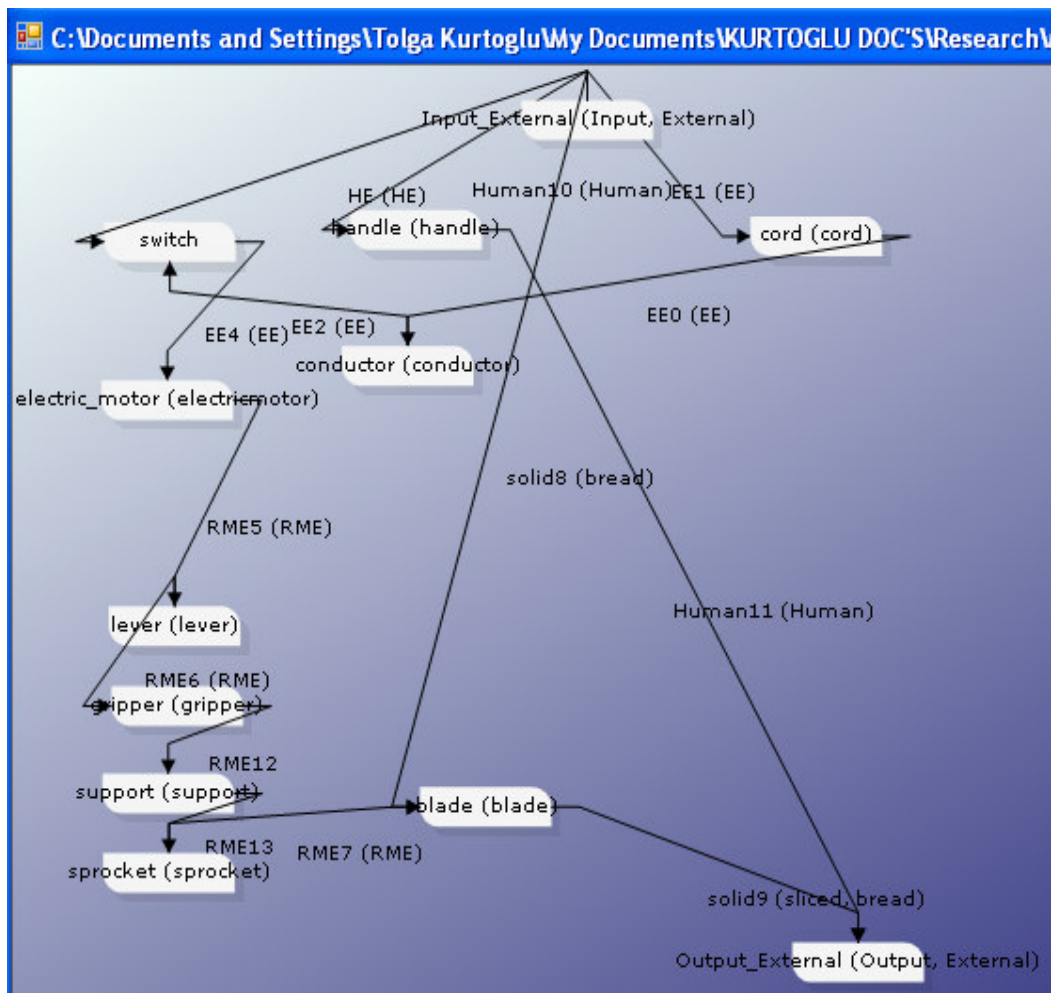 C:\Documents and Settings\Tolga Kurtoglu\My Documents\KURTOGLU DOC'S\Research\
Input_External (Input, External)
HE (HE)
Human10 (Human)
EE1 (EE)
switch
handle (handle)
cord (cord)
EE4 (EE)
EE2 (EE)
EE0 (EE)
conductor (conductor)
electric_motor (electricmotor)
solid8 (bread)
RME5 (RME)
Human11 (Human)
lever (lever)
RME6 (RME)
gripper (gripper)
RME12
support (support)
blade (blade)
RME13
RME7 (RME)
sprocket (sprocket)
solid9 (sliced, bread)
Output_External (Output, External)